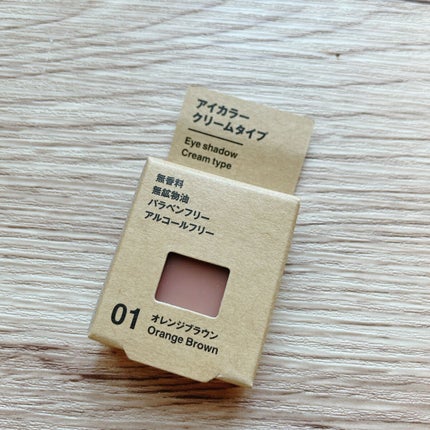 アイカラー
クリームタイプ
Eye shadow
Cream type
無香料
無鉱物油
パラベンフリー
アルコールフリー
01 オレンジブラウン
Orange Brown